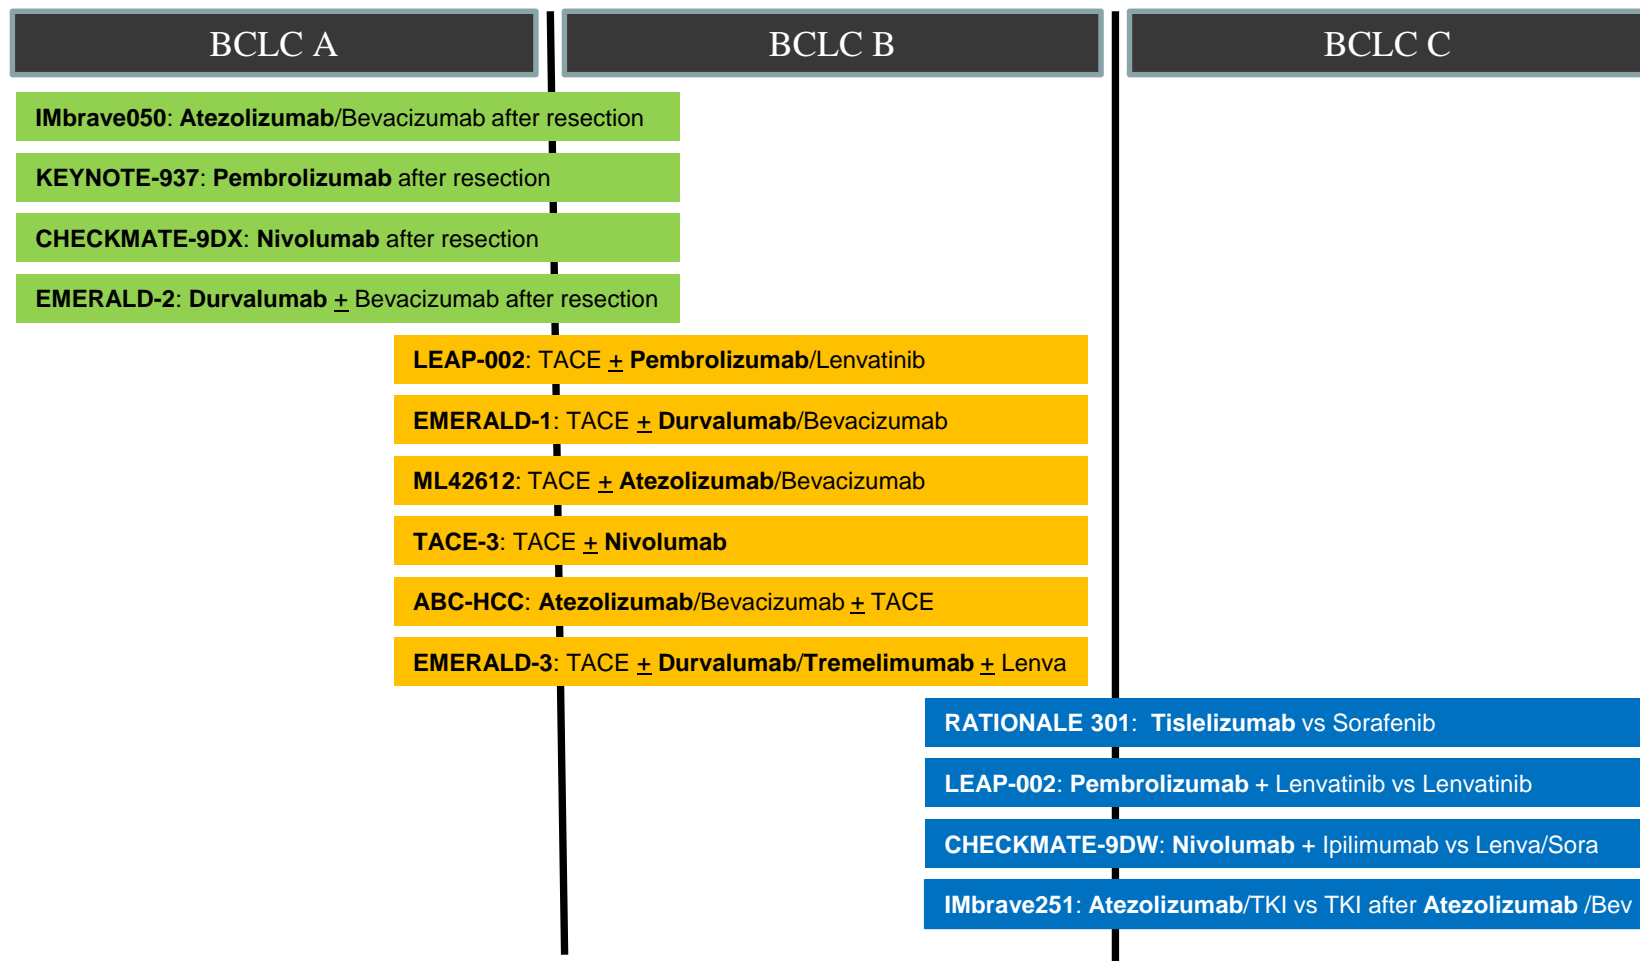 BCLC A
BCLC B
BCLC C
IMbrave050: Atezolizumab/Bevacizumab after resection
KEYNOTE-937: Pembrolizumab after resection
CHECKMATE-9DX: Nivolumab after resection
EMERALD-2: Durvalumab + Bevacizumab after resection
LEAP-002: TACE + Pembrolizumab/Lenvatinib
EMERALD-1: TACE + Durvalumab/Bevacizumab
ML42612: TACE + Atezolizumab/Bevacizumab
TACE-3: TACE + Nivolumab
ABC-HCC: Atezolizumab/Bevacizumab + TACE
EMERALD-3: TACE + Durvalumab/Tremelimumab + Lenva
RATIONALE 301: Tislelizumab vs Sorafenib
LEAP-002: Pembrolizumab + Lenvatinib vs Lenvatinib
CHECKMATE-9DW: Nivolumab + Ipilimumab vs Lenva/Sora
IMbrave251: Atezolizumab/TKI vs TKI after Atezolizumab /Bev